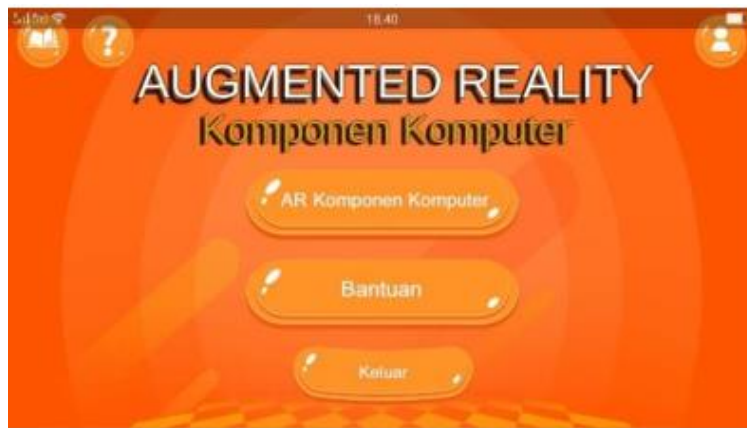 18.40
?
AUGMENTED REALITY
Komponen Komputer
AR Komponen Komputer
Bantuan
Keluar